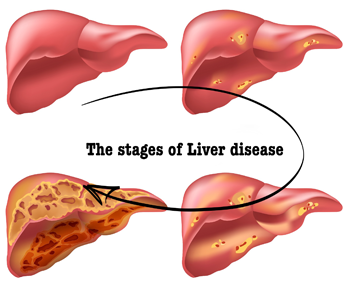 The stages of Liver disease